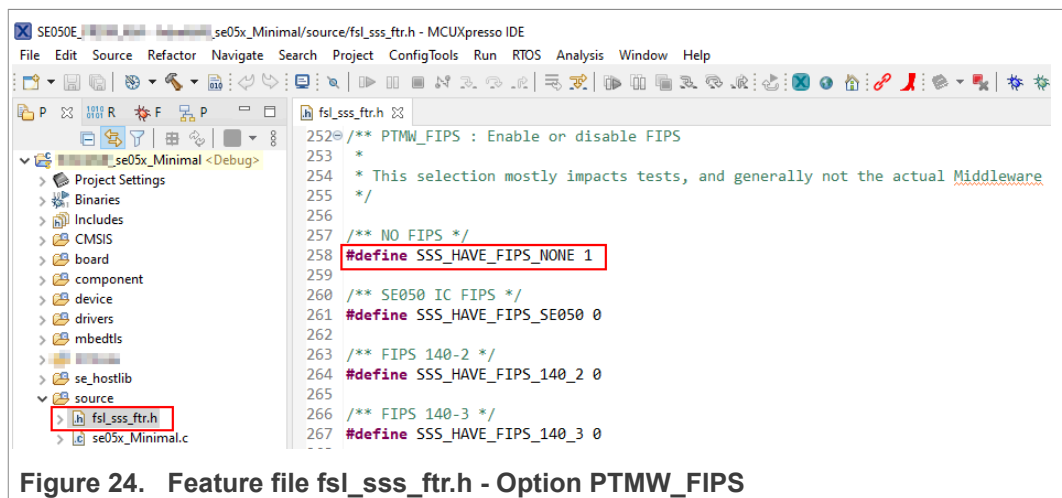 SE050E_ _se05x_Minimal/source/fsl_sss_ftr.h - MCUXpresso IDE
File Edit Source Refactor Navigate Search Project ConfigTools Run RTOS Analysis Window Help
P R F P
fsl_sss_ftr.h
_se05x_Minimal <Debug>
Project Settings
Binaries
Includes
CMSIS
board
component
device
drivers
mbedtls
se_hostlib
source
fsl_sss_ftr.h
se05x_Minimal.c
252 /** PTMW_FIPS : Enable or disable FIPS
253 *
254 * This selection mostly impacts tests, and generally not the actual Middleware
255 */
256
257 /** NO FIPS */
258 #define SSS_HAVE_FIPS_NONE 1
259
260 /** SE050 IC FIPS */
261 #define SSS_HAVE_FIPS_SE050 0
262
263 /** FIPS 140-2 */
264 #define SSS_HAVE_FIPS_140_2 0
265
266 /** FIPS 140-3 */
267 #define SSS_HAVE_FIPS_140_3 0
Figure 24. Feature file fsl_sss_ftr.h - Option PTMW_FIPS